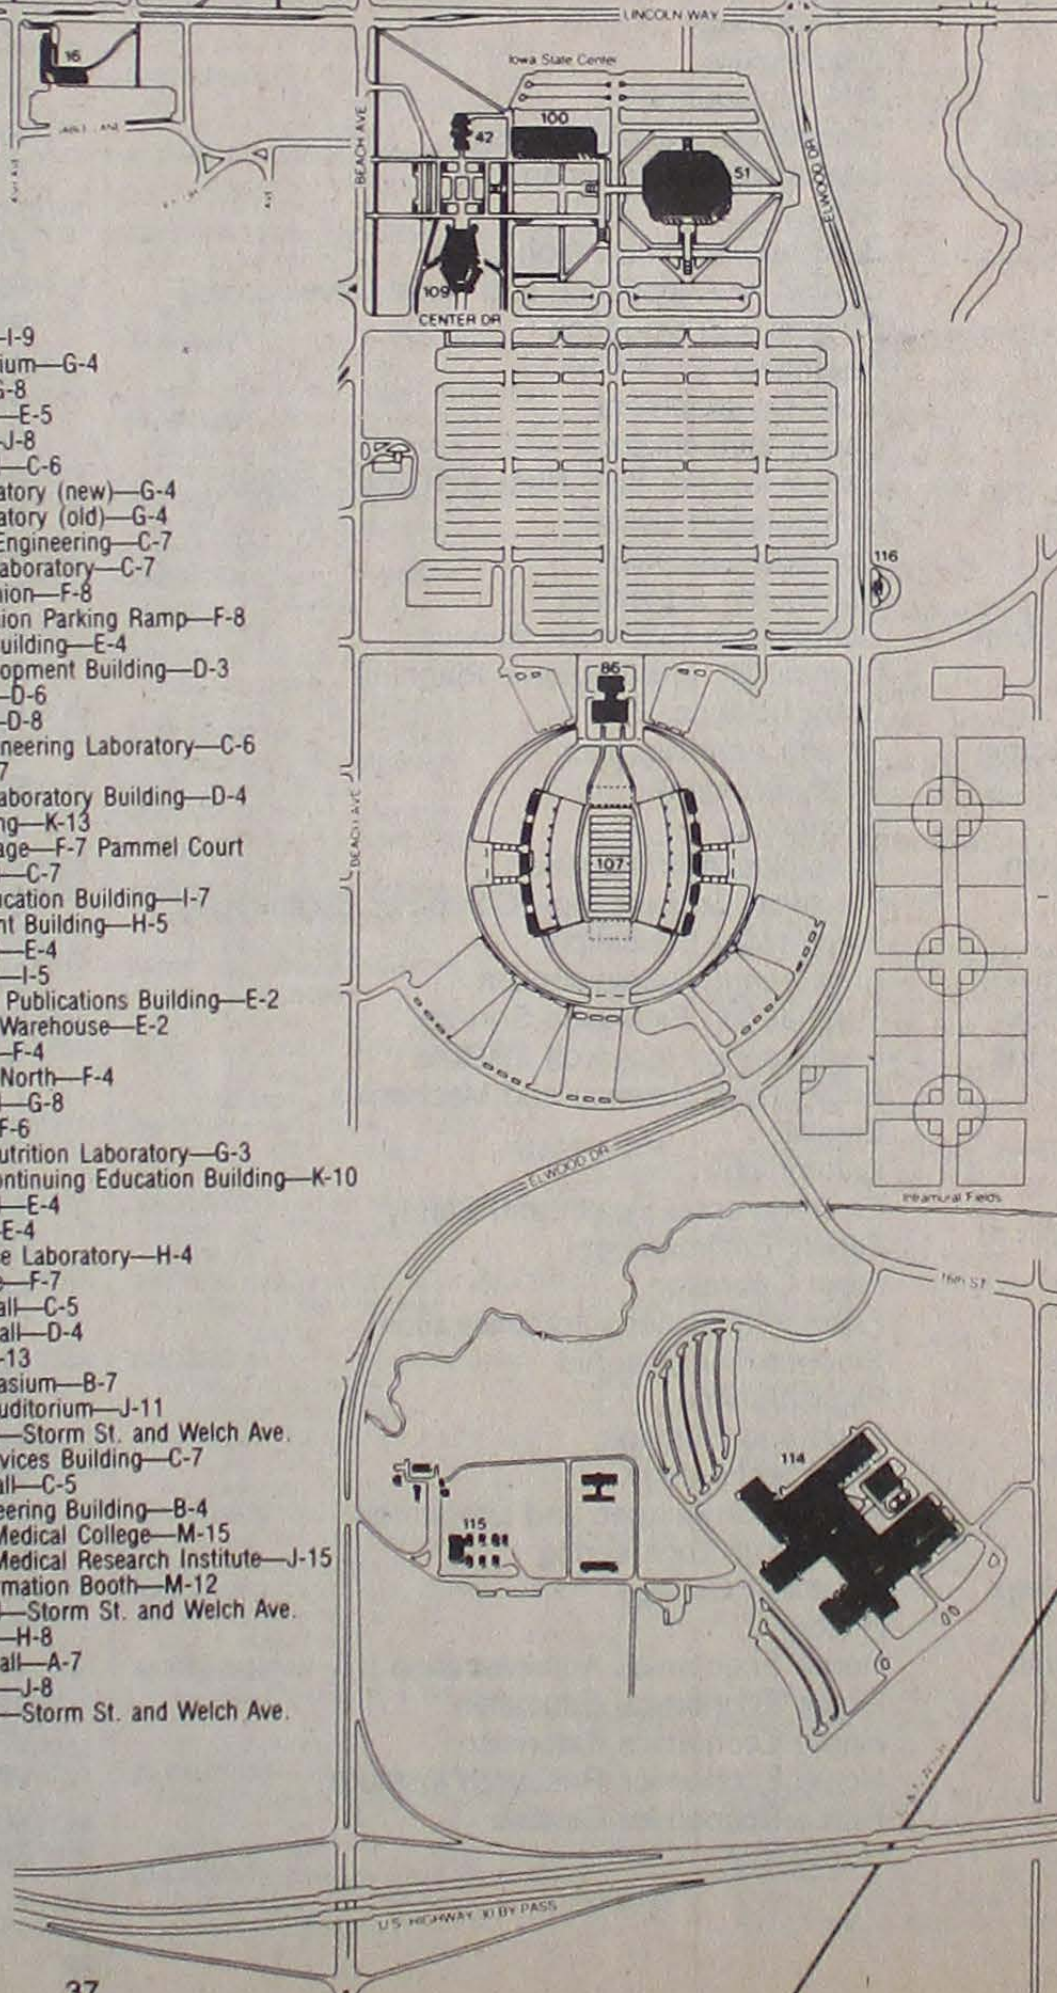 LINCOLN WAY
Iowa State Center
16
100
42
51
BEACH AVE
ELWOOD DR
109
CENTER DR
—I-9
ium—G-4
G-8
—E-5
-J-8
—C-6
atory (new)—G-4
atory (old)—G-4
Engineering—C-7
aboratory—C-7
nion—F-8
ion Parking Ramp—F-8
uilding—E-4
opment Building—D-3
—D-6
—D-8
neering Laboratory—C-6
7
aboratory Building—D-4
ng—K-13
age—F-7 Pammel Court
—C-7
ucation Building—I-7
nt Building—H-5
—E-4
—I-5
Publications Building—E-2
Warehouse—E-2
—F-4
North—F-4
—G-8
F-6
utrition Laboratory—G-3
ontinuing Education Building—K-10
—E-4
E-4
e Laboratory—H-4
e—F-7
all—C-5
all—D-4
-13
asium—B-7
uditorium—J-11
—Storm St. and Welch Ave.
vices Building—C-7
all—C-5
eering Building—B-4
Medical College—M-15
Medical Research Institute—J-15
rmation Booth—M-12
—Storm St. and Welch Ave.
—H-8
all—A-7
—J-8
—Storm St. and Welch Ave.
116
86
BEACH AVE
107
ELWOOD DR
Intramural Fields
16th ST
114
115
U.S. HIGHWAY 30 BY PASS
37